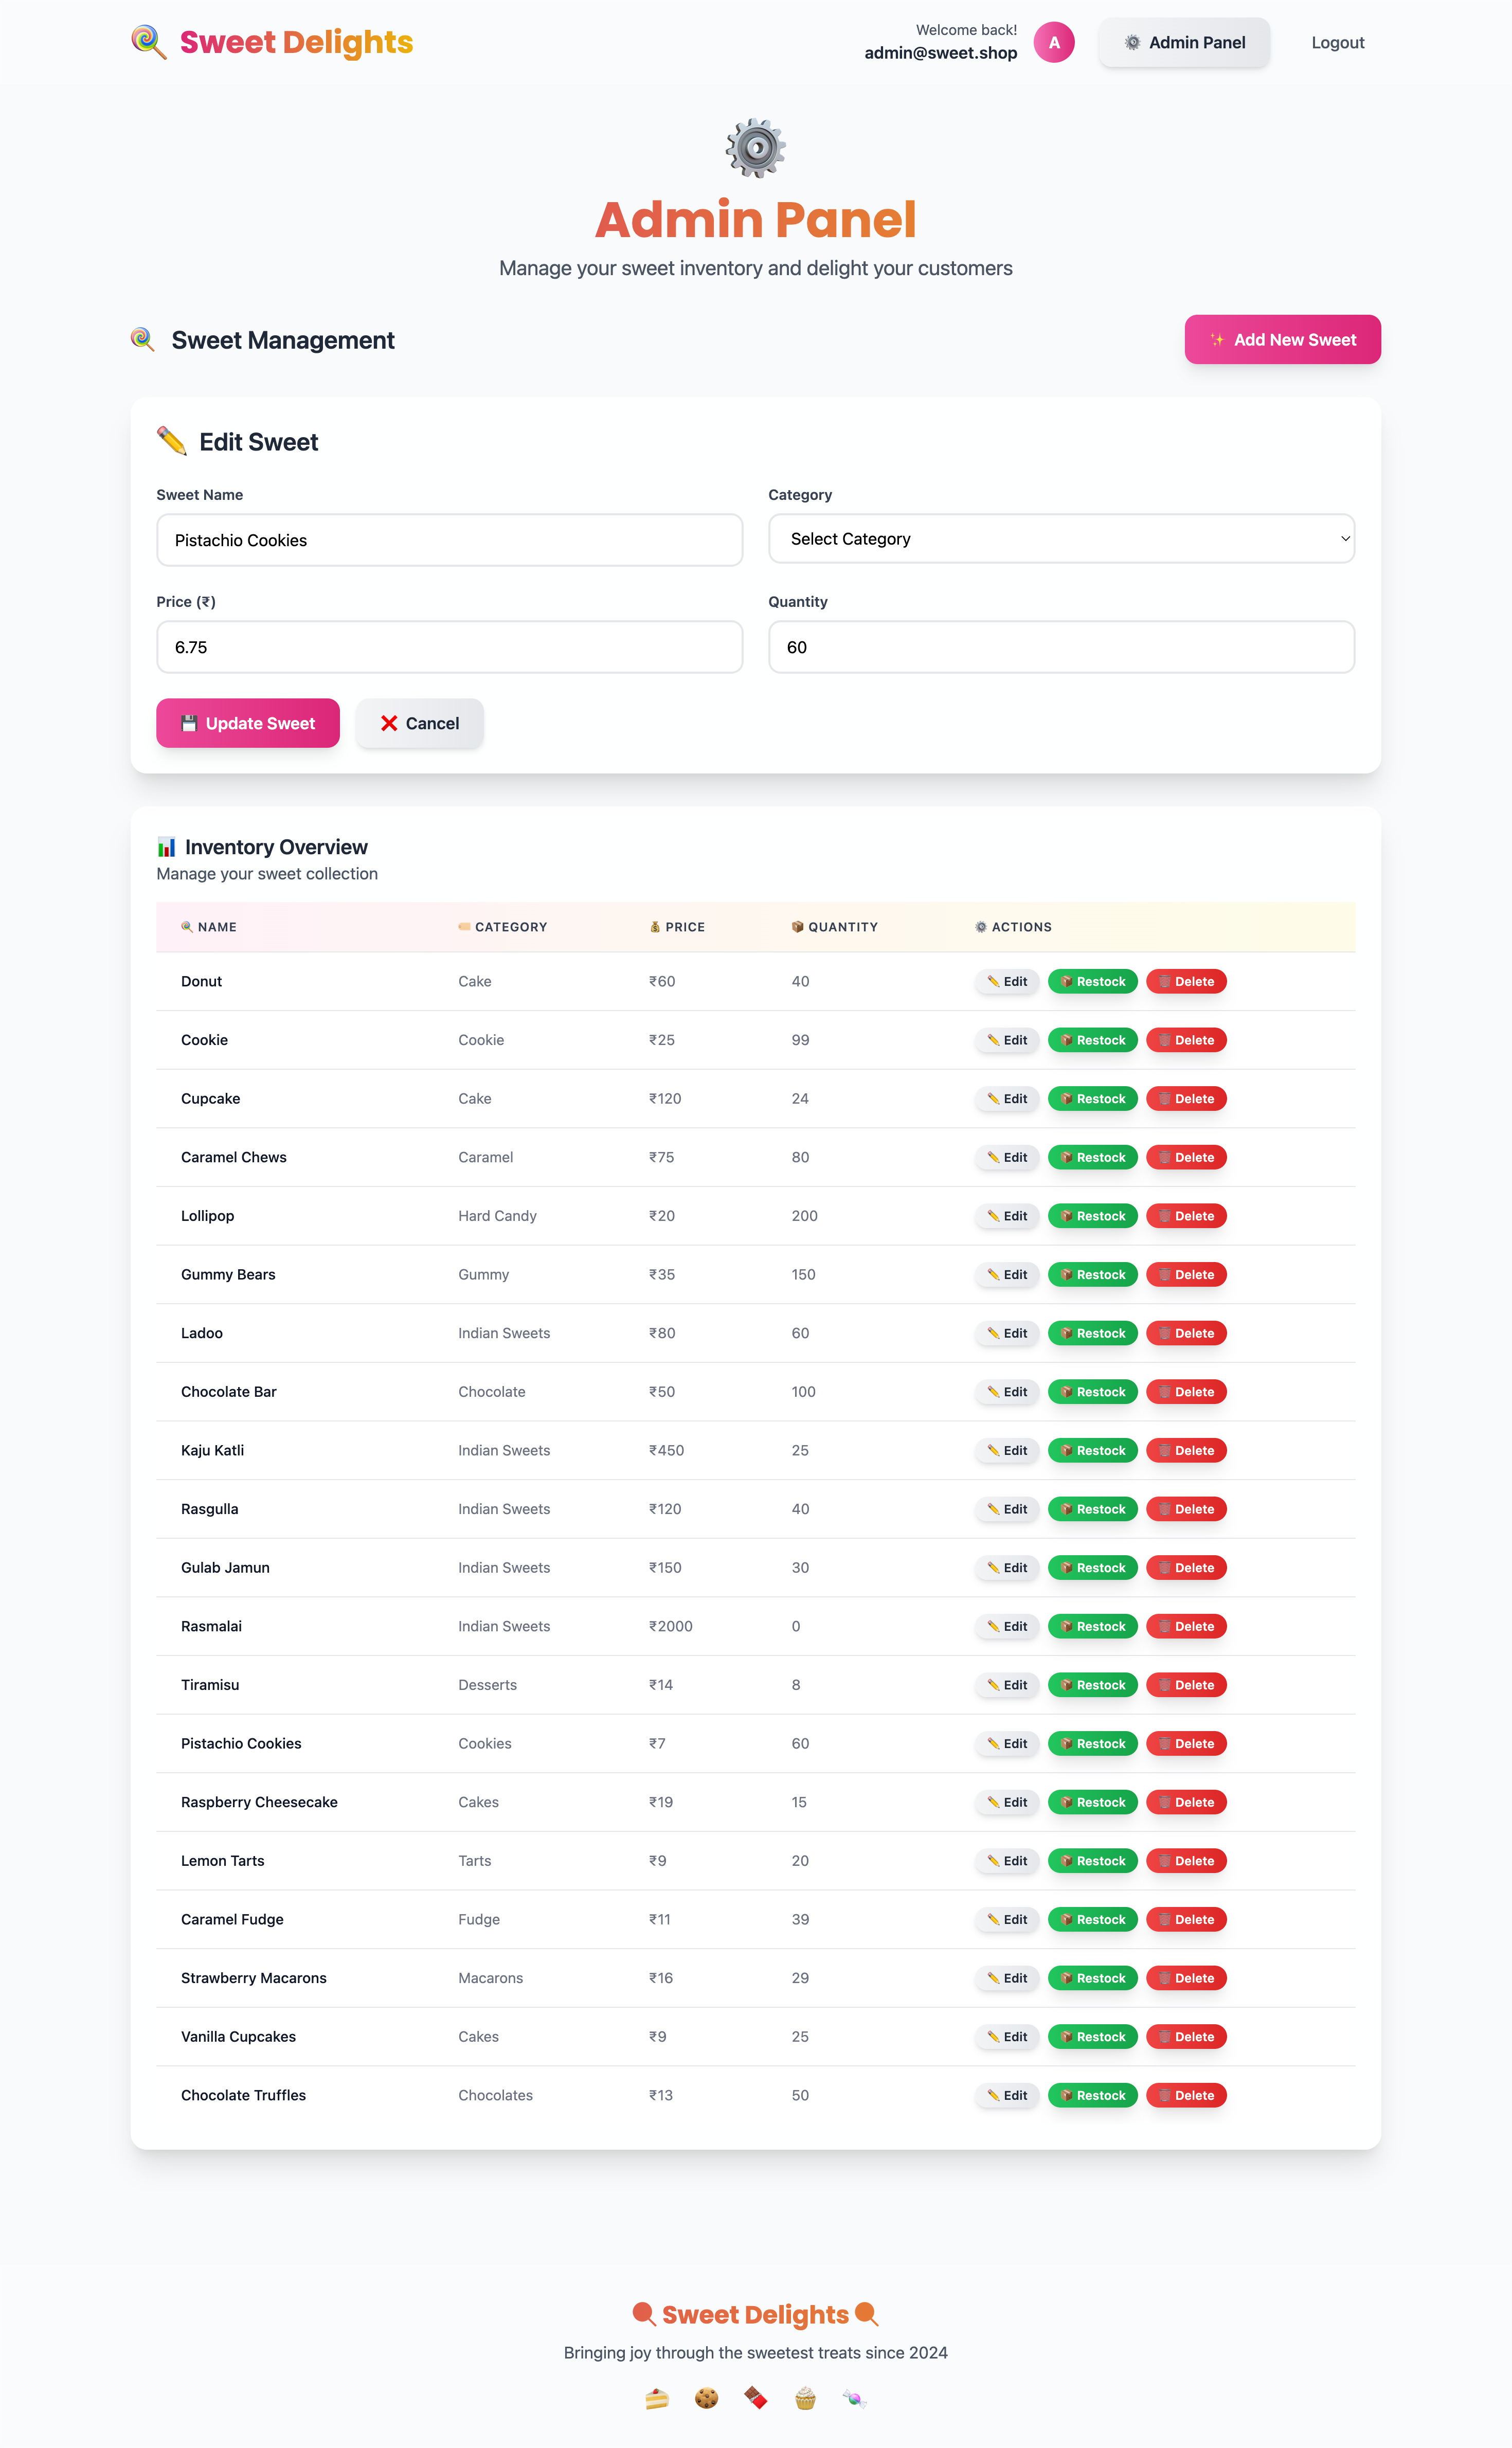 Sweet Delights
Welcome back!
admin@sweet.shop
A
Admin Panel
Logout
Admin Panel
Manage your sweet inventory and delight your customers
Sweet Management
Add New Sweet
Edit Sweet
Sweet Name
Category
Pistachio Cookies
Select Category
Price (₹)
Quantity
6.75
60
Update Sweet
Cancel
Inventory Overview
Manage your sweet collection
NAME CATEGORY PRICE QUANTITY ACTIONS
Donut Cake ₹60 40 Edit Restock Delete
Cookie Cookie ₹25 99 Edit Restock Delete
Cupcake Cake ₹120 24 Edit Restock Delete
Caramel Chews Caramel ₹75 80 Edit Restock Delete
Lollipop Hard Candy ₹20 200 Edit Restock Delete
Gummy Bears Gummy ₹35 150 Edit Restock Delete
Ladoo Indian Sweets ₹80 60 Edit Restock Delete
Chocolate Bar Chocolate ₹50 100 Edit Restock Delete
Kaju Katli Indian Sweets ₹450 25 Edit Restock Delete
Rasgulla Indian Sweets ₹120 40 Edit Restock Delete
Gulab Jamun Indian Sweets ₹150 30 Edit Restock Delete
Rasmalai Indian Sweets ₹2000 0 Edit Restock Delete
Tiramisu Desserts ₹14 8 Edit Restock Delete
Pistachio Cookies Cookies ₹7 60 Edit Restock Delete
Raspberry Cheesecake Cakes ₹19 15 Edit Restock Delete
Lemon Tarts Tarts ₹9 20 Edit Restock Delete
Caramel Fudge Fudge ₹11 39 Edit Restock Delete
Strawberry Macarons Macarons ₹16 29 Edit Restock Delete
Vanilla Cupcakes Cakes ₹9 25 Edit Restock Delete
Chocolate Truffles Chocolates ₹13 50 Edit Restock Delete
Sweet Delights
Bringing joy through the sweetest treats since 2024